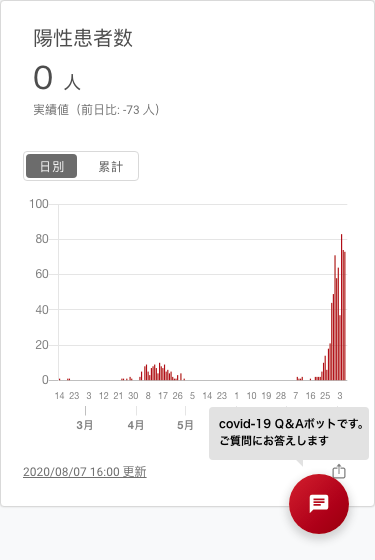 陽性患者数
0 人
実績値（前日比: -73 人）
日別 累計
100
80
60
40
20
0
14 23 3 12 21 30 8 17 26 5 14 23 1 10 19 28 7 16 25 3
3月 4月 5月
covid-19 Q&Aボットです。
ご質問にお答えします
2020/08/07 16:00 更新